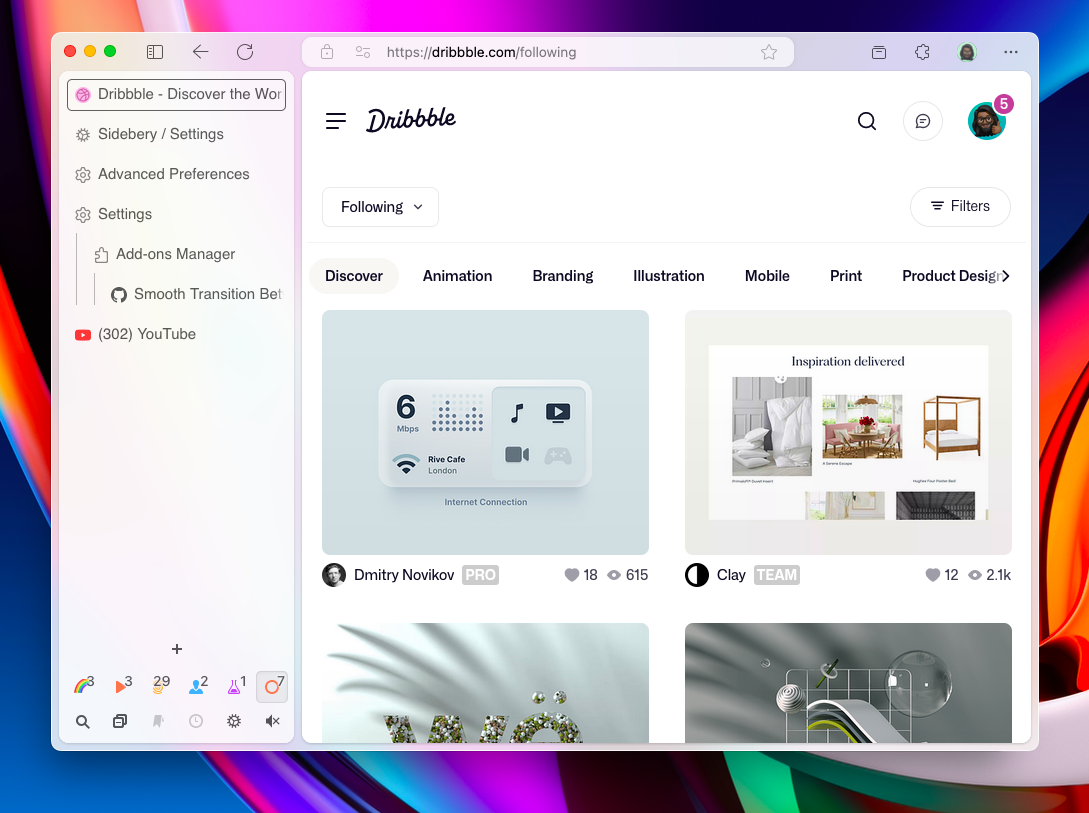 https://dribbble.com/following
Dribbble - Discover the Wor
Sidebery / Settings
Advanced Preferences
Settings
Add-ons Manager
Smooth Transition Bet
(302) YouTube
+
3 3 29 2 1 7
Dribbble
5
Following
Filters
Discover Animation Branding Illustration Mobile Print Product Design
6
Mbps
Rive Cafe
London
Internet Connection
Inspiration delivered
A Serene Escape
Hughes Four Poster Bed
Dmitry Novikov PRO 18 615
Clay TEAM 12 2.1k
wö